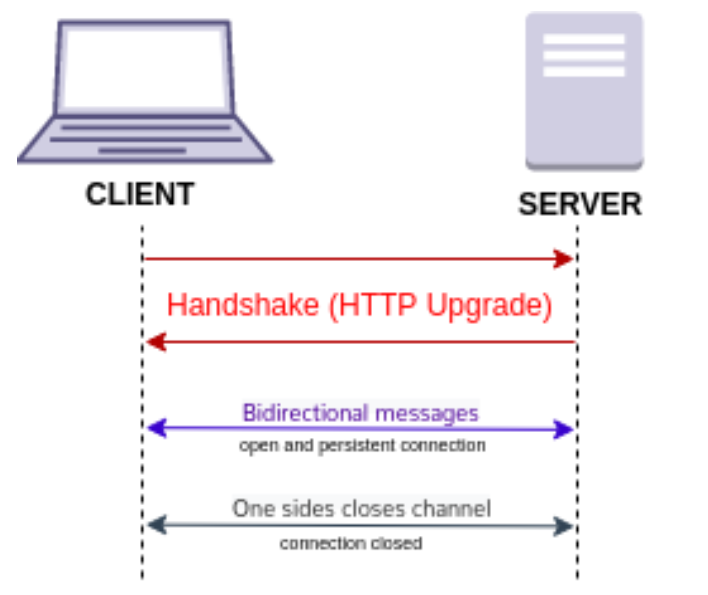 CLIENT
SERVER
Handshake (HTTP Upgrade)
Bidirectional messages
open and persistent connection
One sides closes channel
connection closed